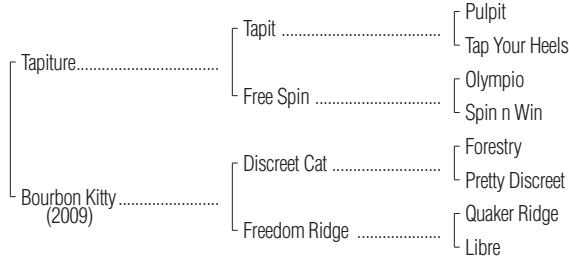 Pulpit
Tapit ........................................
Tap Your Heels
Tapiture...................................
Olympio
Free Spin ................................
Spin n Win
Forestry
Discreet Cat ...........................
Pretty Discreet
Bourbon Kitty .........................
(2009)
Quaker Ridge
Freedom Ridge .....................
Libre